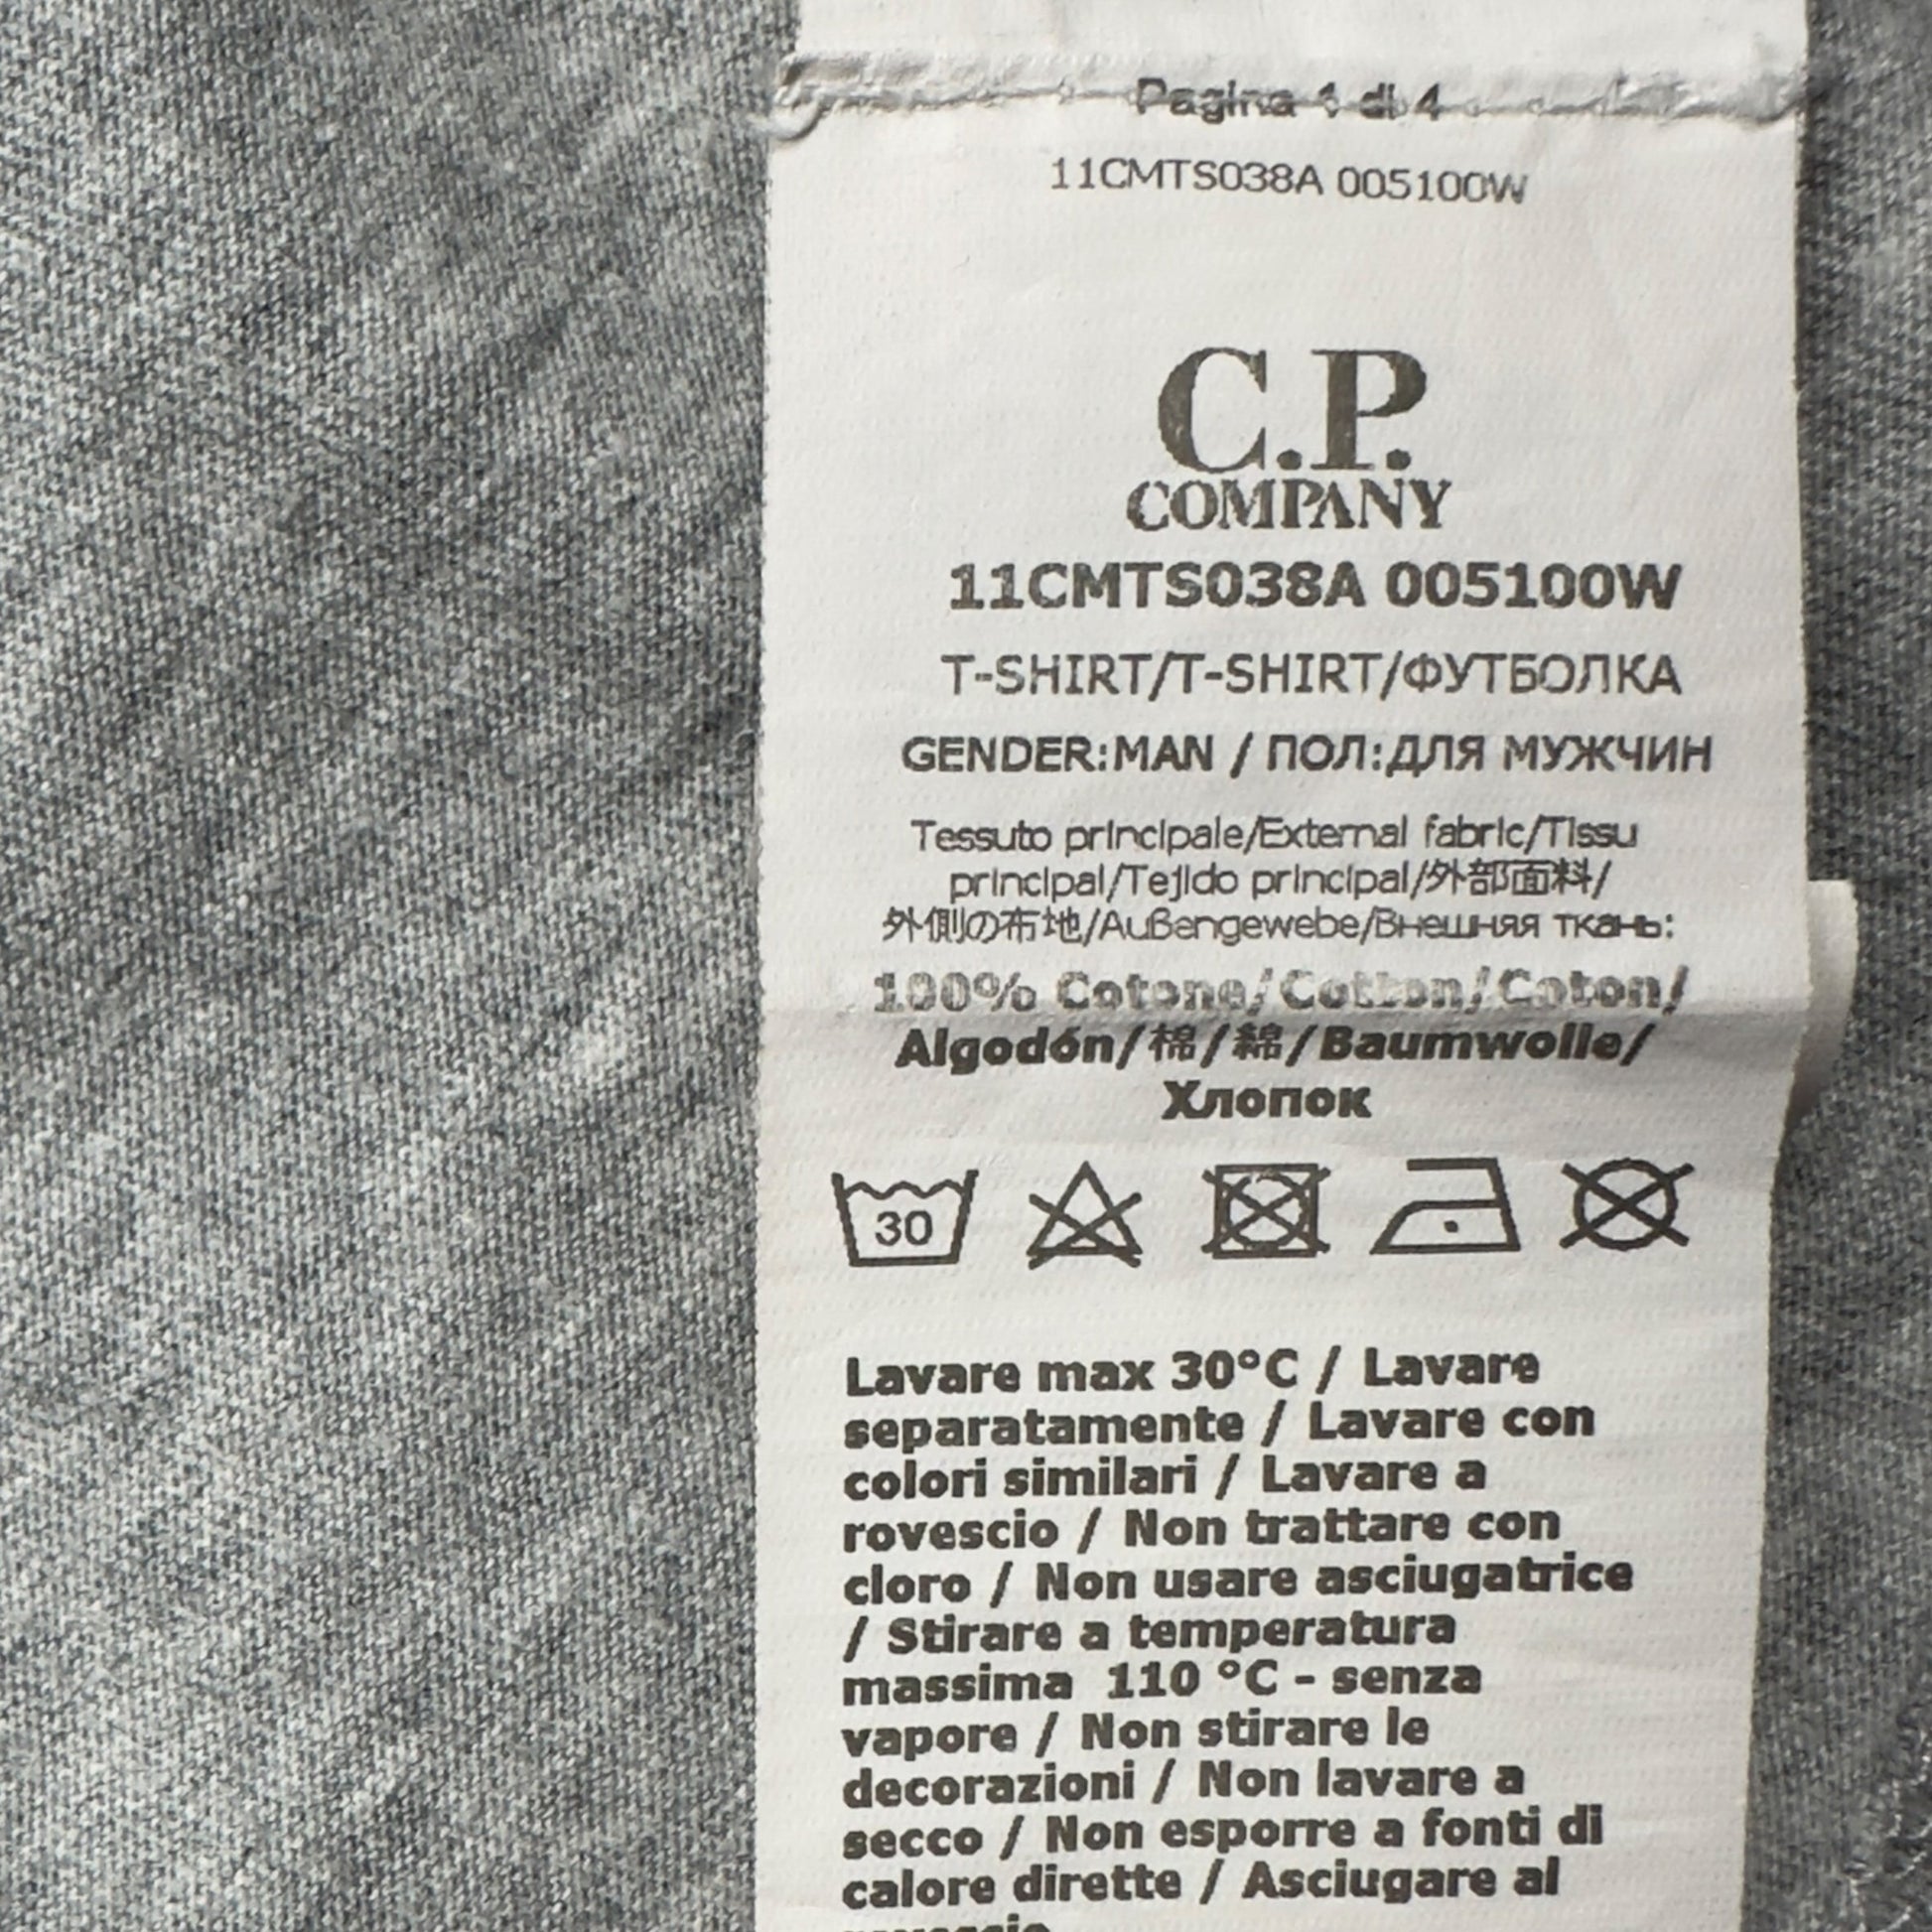 Pagina 1 di 4
11CMTS038A 005100W
C.P.
COMPANY
11CMTS038A 005100W
T-SHIRT/T-SHIRT/ФУТБОЛКА
GENDER:MAN / ПОЛ:ДЛЯ МУЖЧИН
Tessuto principale/External fabric/Tissu
principal/Tejido principal/外部面料/
外側の布地/Außengewebe/Внешняя ткань:
100% Cotone/Cotton/Coton/
Algodón/棉/綿/Baumwolle/
Хлопок
30
Lavare max 30°C / Lavare
separatamente / Lavare con
colori similari / Lavare a
rovescio / Non trattare con
cloro / Non usare asciugatrice
/ Stirare a temperatura
massima 110 °C - senza
vapore / Non stirare le
decorazioni / Non lavare a
secco / Non esporre a fonti di
calore dirette / Asciugare al